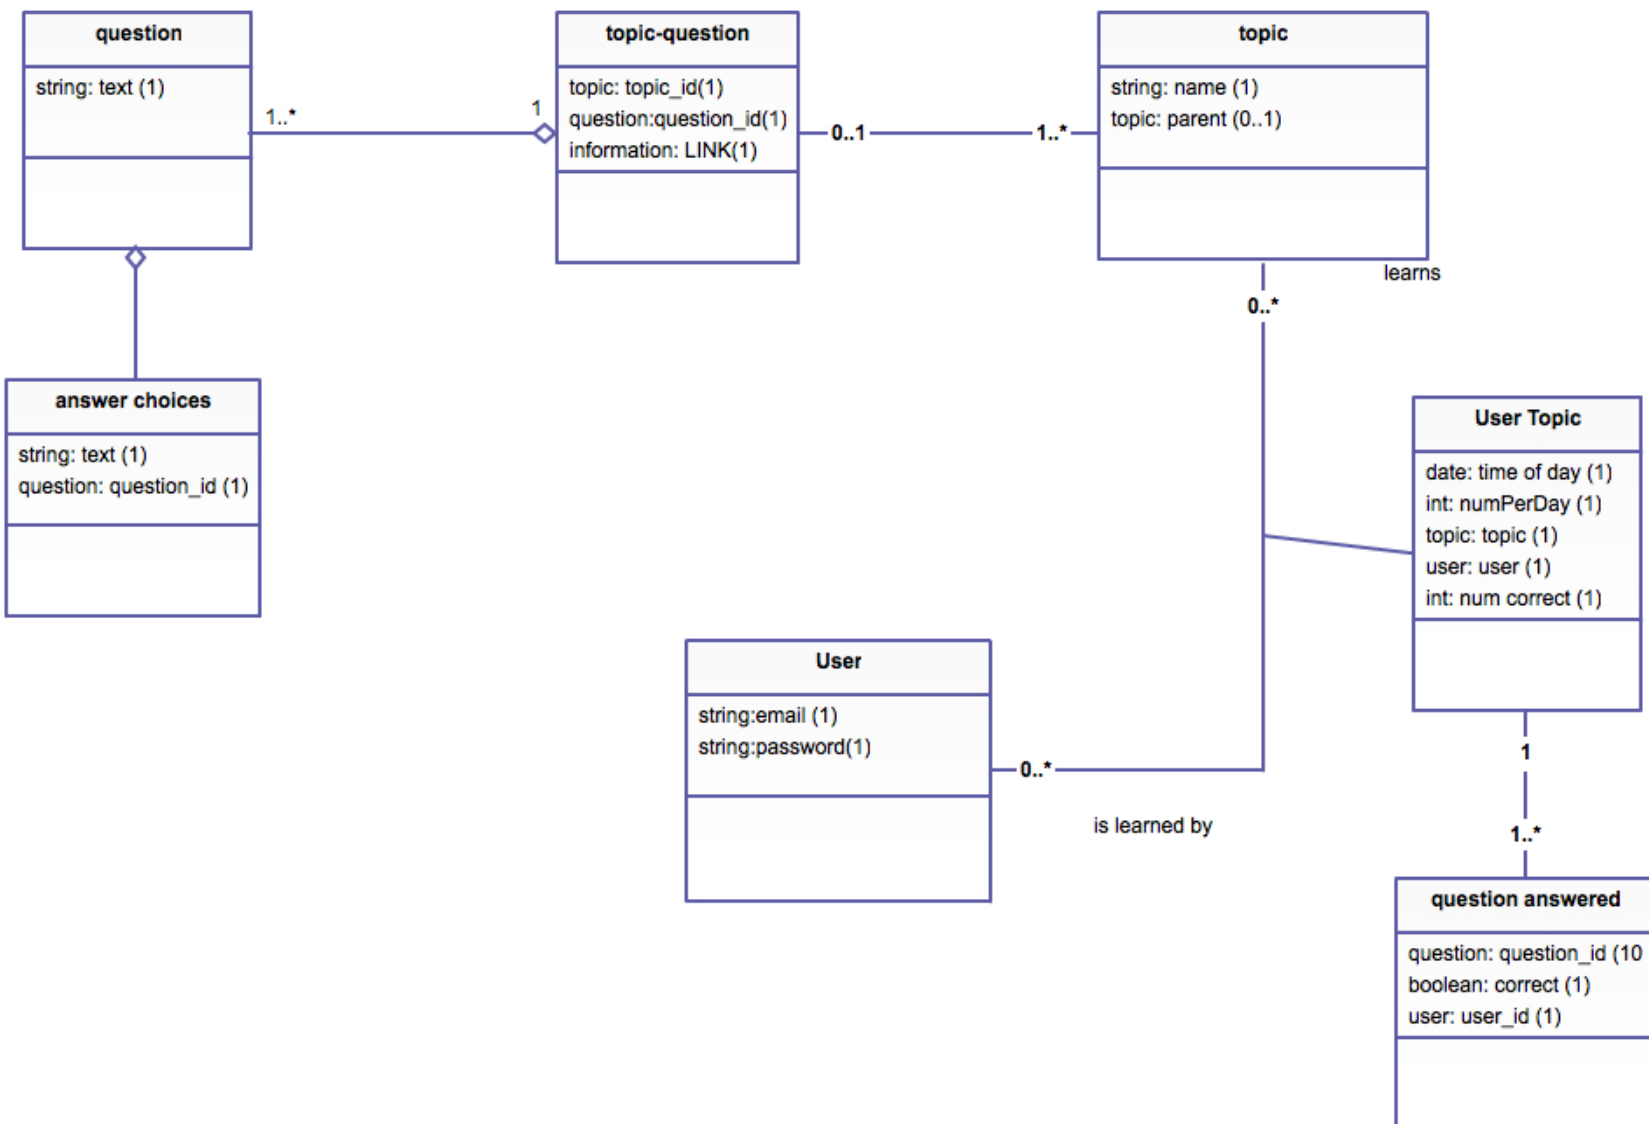 question
string: text (1)
1..*
1
topic-question
topic: topic_id(1)
question:question_id(1)
information: LINK(1)
0..1
1..*
topic
string: name (1)
topic: parent (0..1)
learns
0..*
answer choices
string: text (1)
question: question_id (1)
User Topic
date: time of day (1)
int: numPerDay (1)
topic: topic (1)
user: user (1)
int: num correct (1)
User
string:email (1)
string:password(1)
0..*
is learned by
1
1..*
question answered
question: question_id (10
boolean: correct (1)
user: user_id (1)